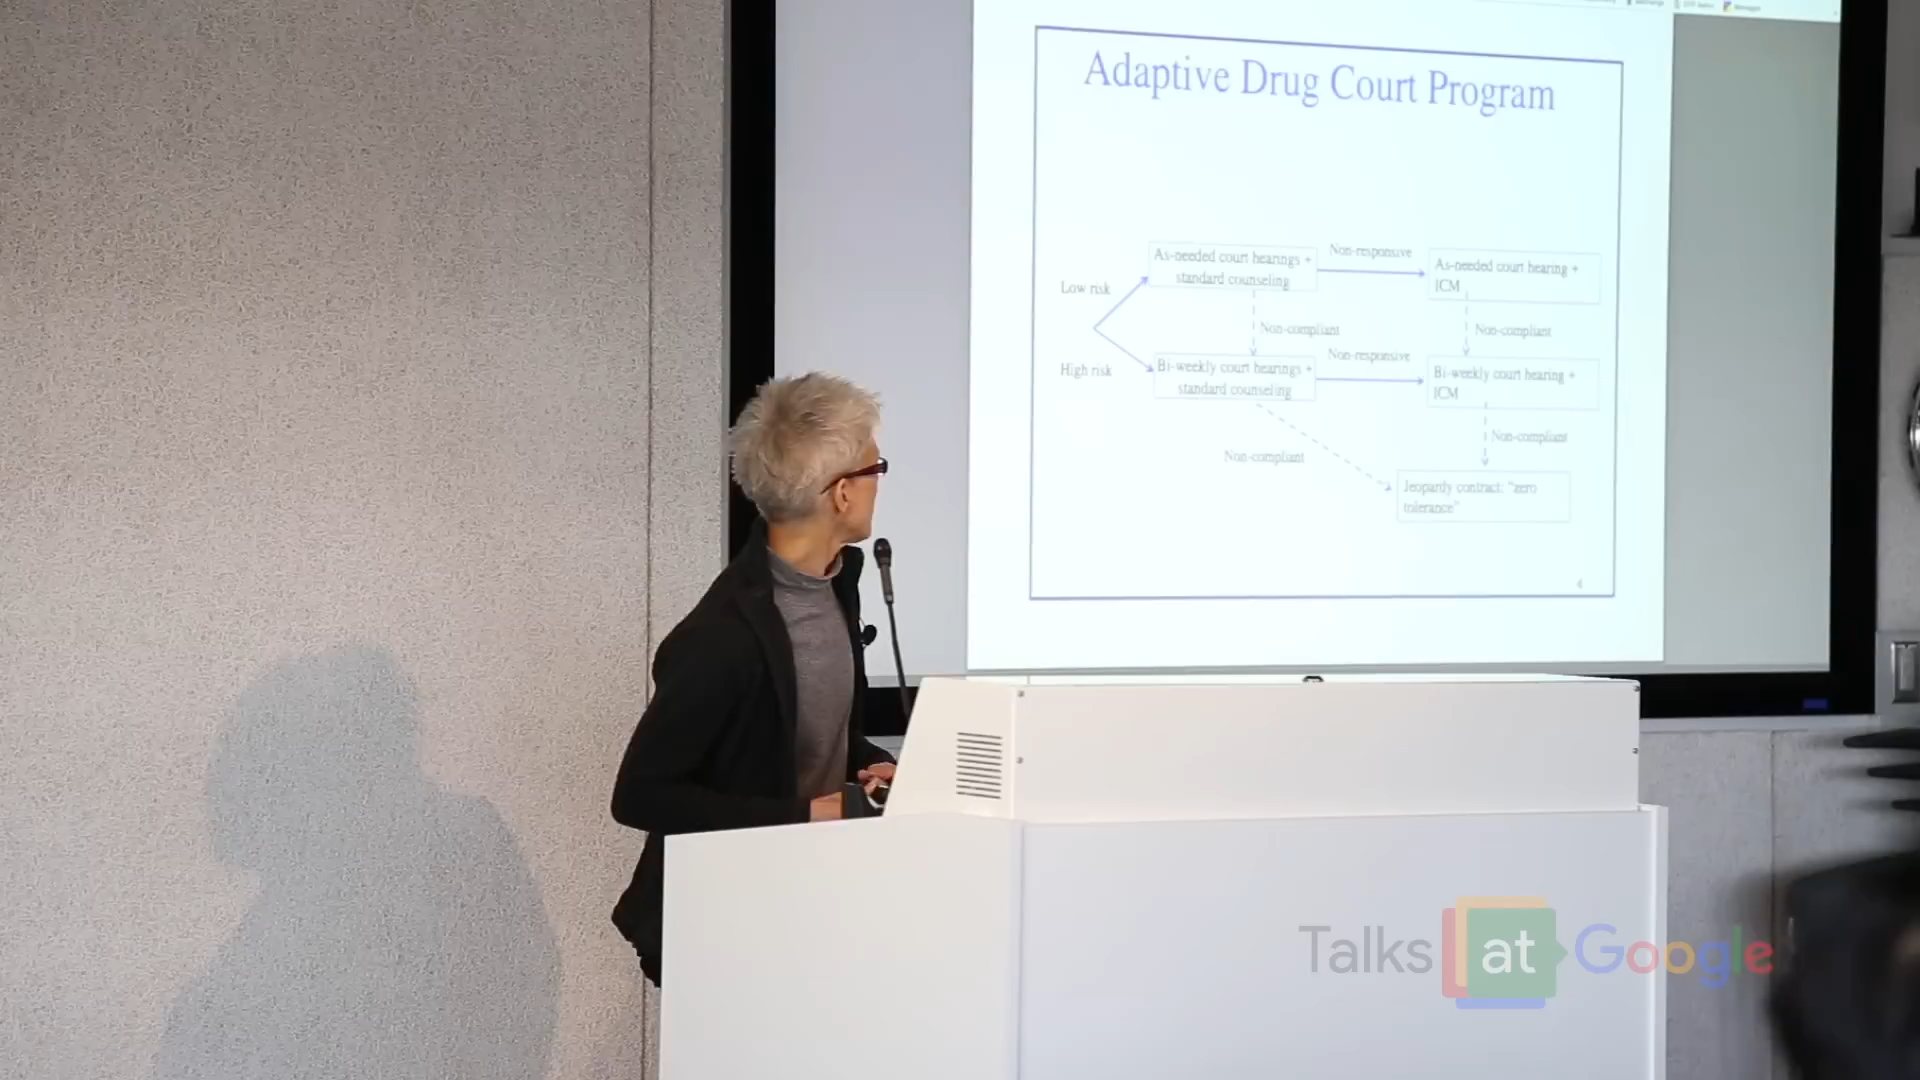 Adaptive Drug Court Program
As-needed court hearings +
standard counseling
Non-responsive
As-needed court hearing +
ICM
Low risk
Non-compliant
Non-compliant
High risk
Bi-weekly court hearings +
standard counseling
Non-responsive
Bi-weekly court hearing +
ICM
Non-compliant
Non-compliant
Jeopardy contract: "zero
tolerance"
4
Talks at Google